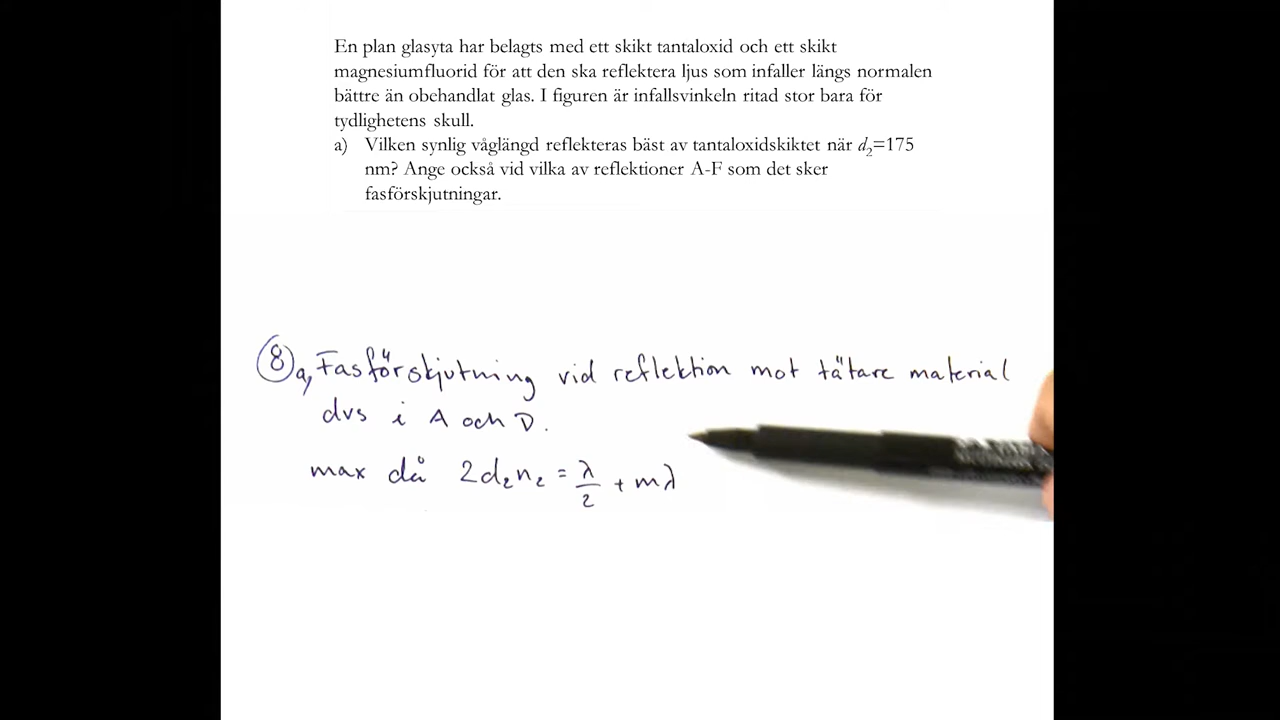 En plan glasyta har belagts med ett skikt tantaloxid och ett skikt
magnesiumfluorid för att den ska reflektera ljus som infaller längs normalen
bättre än obehandlat glas. I figuren är infallsvinkeln ritad stor bara för
tydlighetens skull.
a) Vilken synlig våglängd reflekteras bäst av tantaloxidskiktet när d₂=175
nm? Ange också vid vilka av reflektioner A-F som det sker
fasförskjutningar.
8 a, Fasförskjutning vid reflektion mot tätare material
dvs i A och D.
max då 2d₂n₂ = λ/2 + mλ